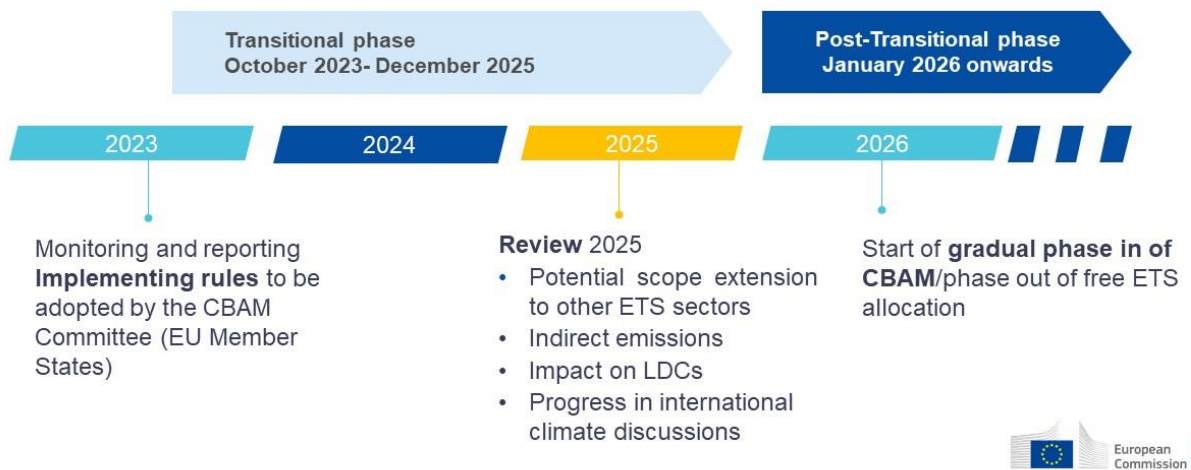 Transitional phase
October 2023- December 2025
Post-Transitional phase
January 2026 onwards
2023
2024
2025
2026
Monitoring and reporting
Implementing rules to be
adopted by the CBAM
Committee (EU Member
States)
Review 2025
• Potential scope extension
to other ETS sectors
• Indirect emissions
• Impact on LDCs
• Progress in international
climate discussions
Start of gradual phase in of
CBAM/phase out of free ETS
allocation
European
Commission